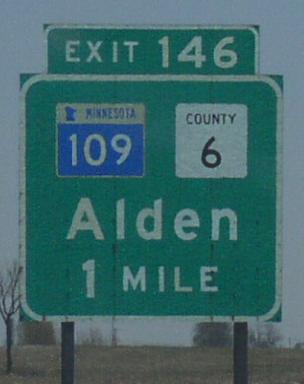 EXIT 146
MINNESOTA COUNTY
109 6
Alden
1 MILE